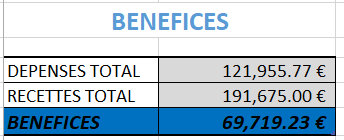 BENEFICES
DEPENSES TOTAL 121,955.77 €
RECETTES TOTAL 191,675.00 €
BENEFICES 69,719.23 €